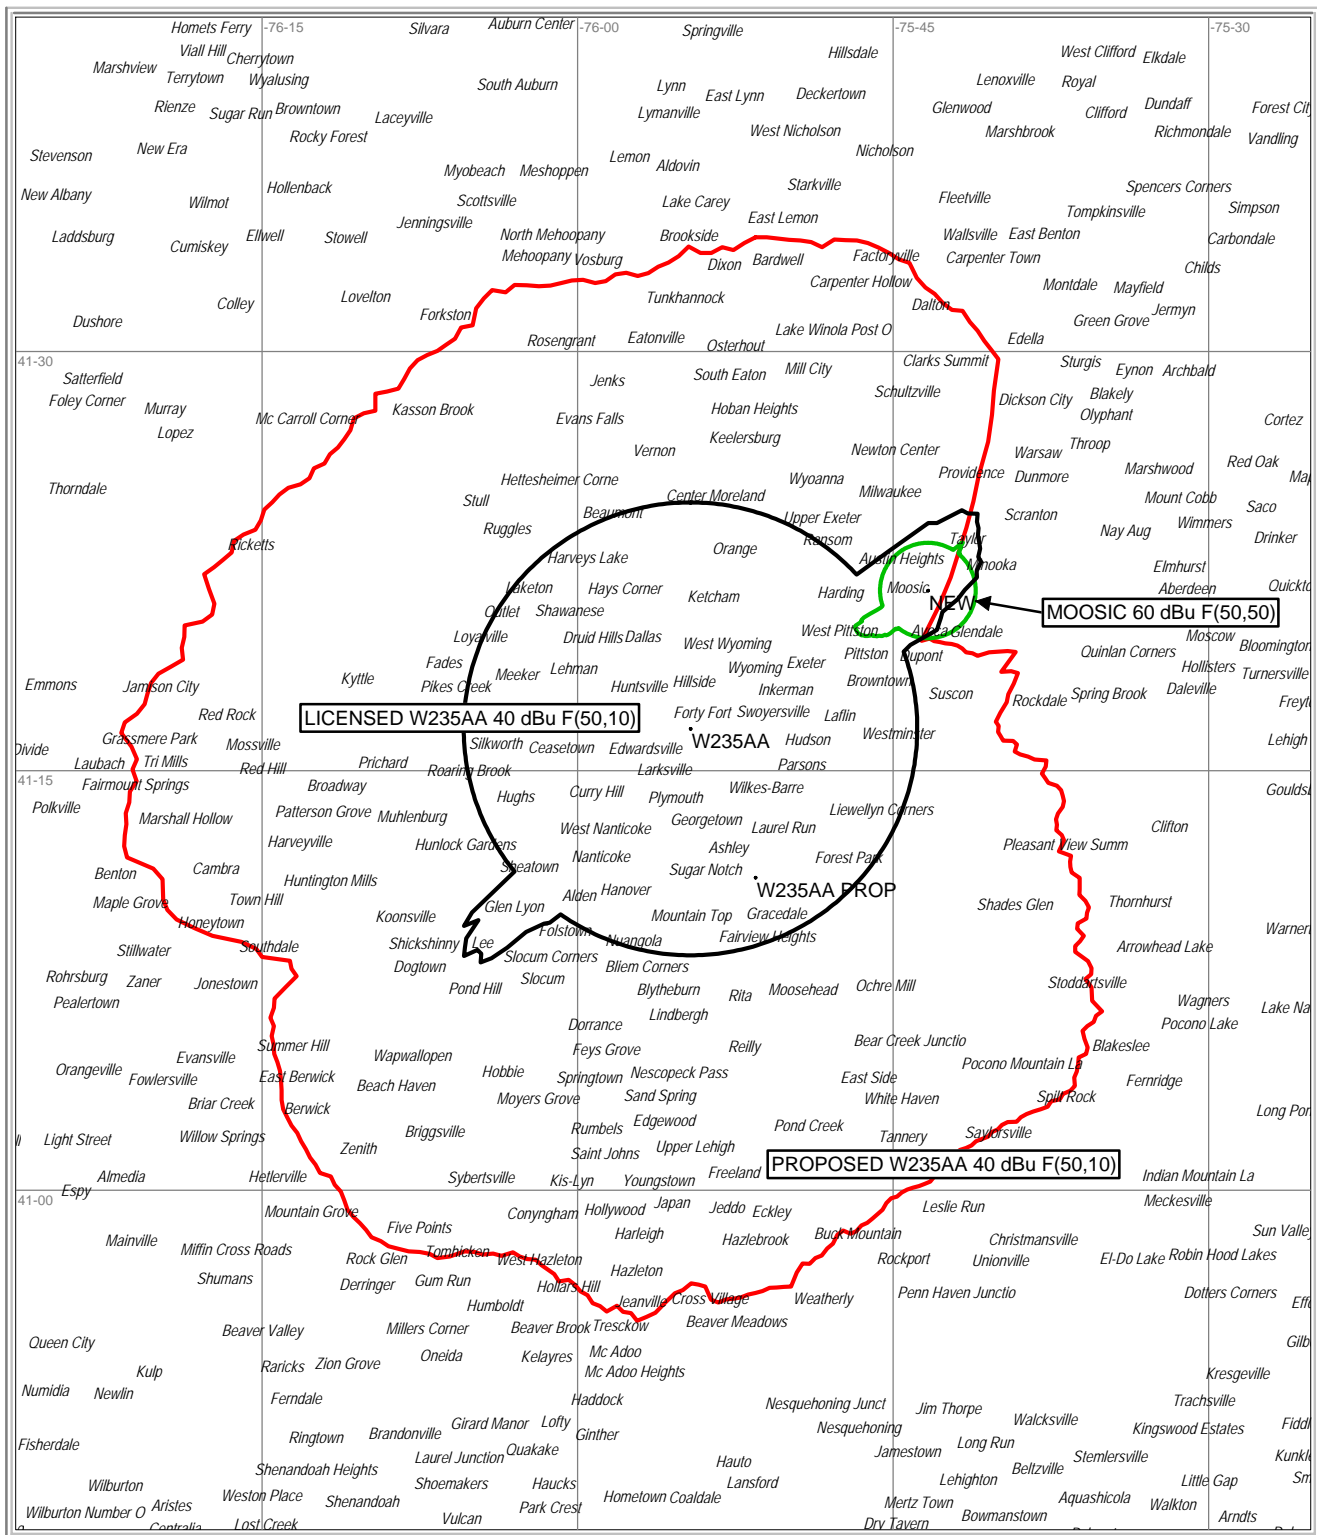 Homets Ferry
-76-15
Silvara
Auburn Center
-76-00
Springville
-75-45
-75-30
Viall Hill
Cherrytown
Hillsdale
West Clifford
Elkdale
Marshview
Terrytown
Wyalusing
South Auburn
Lynn
East Lynn
Deckertown
Lenoxville
Royal
Rienze
Sugar Run
Browntown
Laceyville
Lymanville
Glenwood
Clifford
Dundaff
Forest City
Rocky Forest
West Nicholson
Marshbrook
Richmondale
Vandling
Stevenson
New Era
Lemon
Aldovin
Nicholson
Myobeach
Meshoppen
New Albany
Wilmot
Hollenback
Scottsville
Lake Carey
Starkville
Fleetville
Spencers Corners
Tompkinsville
Simpson
Laddsburg
Cumiskey
Ellwell
Stowell
Jenningsville
North Mehoopany
Brookside
East Lemon
Wallsville
East Benton
Carbondale
Mehoopany
Vosburg
Dixon
Bardwell
Factoryville
Carpenter Town
Childs
Colley
Lovelton
Forkston
Tunkhannock
Carpenter Hollow
Dalton
Montdale
Mayfield
Jermyn
Dushore
Rosengrant
Eatonville
Osterhout
Lake Winola Post O
Edella
Green Grove
41-30
Satterfield
Jenks
South Eaton
Mill City
Clarks Summit
Sturgis
Eynon
Archbald
Foley Corner
Murray
Mc Carroll Corner
Kasson Brook
Evans Falls
Hoban Heights
Schultzville
Dickson City
Blakely
Olyphant
Cortez
Lopez
Keelersburg
Vernon
Newton Center
Warsaw
Throop
Thorndale
Hettesheimer Corne
Stull
Center Moreland
Wyoanna
Milwaukee
Providence
Dunmore
Marshwood
Red Oak
Mount Cobb
Saco
Ruggles
Beaumont
Upper Exeter
Scranton
Nay Aug
Wimmers
Ricketts
Harveys Lake
Orange
Ransom
Austin Heights
Taylor
Minooka
Drinker
Elmhurst
Laketon
Hays Corner
Ketcham
Harding
Moosic
Aberdeen
NEW
MOOSIC 60 dBu F(50,50)
Outlet
Shawanese
Loyalville
Druid Hills
Dallas
West Wyoming
West Pittston
Avoca
Glendale
Moscow
Bloomington
Fades
Meeker
Lehman
Wyoming
Exeter
Pittston
Dupont
Quinlan Corners
Hollisters
Turnersville
Emmons
Jamison City
Kyttle
Pikes Creek
Huntsville
Hillside
Inkerman
Browntown
Suscon
Rockdale
Spring Brook
Daleville
Red Rock
LICENSED W235AA 40 dBu F(50,10)
Forty Fort
Swoyersville
Laflin
Divide
Grassmere Park
Mossville
Silkworth
Ceasetown
Edwardsville
W235AA
Hudson
Westminster
Lehigh
Laubach
Tri Mills
Red Hill
Prichard
Roaring Brook
Larksville
Parsons
41-15
Fairmount Springs
Broadway
Hughs
Curry Hill
Plymouth
Wilkes-Barre
Polkville
Marshall Hollow
Patterson Grove
Muhlenburg
West Nanticoke
Georgetown
Laurel Run
Llewellyn Corners
Clifton
Harveyville
Hunlock Gardens
Nanticoke
Ashley
Forest Park
Pleasant View Summ
Benton
Cambra
Huntington Mills
Sheatown
Sugar Notch
W235AA PROP
Maple Grove
Town Hill
Koonsville
Glen Lyon
Alden
Hanover
Mountain Top
Gracedale
Shades Glen
Thornhurst
Honeytown
Stillwater
Southdale
Shickshinny
Lee
Folstown
Nuangola
Fairview Heights
Arrowhead Lake
Rohrsburg
Zaner
Jonestown
Dogtown
Pond Hill
Slocum Corners
Slocum
Bliem Corners
Blytheburn
Rita
Moosehead
Ochre Mill
Stoddartsville
Pealertown
Lindbergh
Wagners
Pocono Lake
Dorrance
Evansville
Summer Hill
Wapwallopen
Feys Grove
Reilly
Bear Creek Junctio
Blakeslee
Orangeville
Fowlersville
East Berwick
Beach Haven
Hobbie
Springtown
Nescopeck Pass
East Side
Pocono Mountain La
Fernridge
Briar Creek
Berwick
Moyers Grove
Sand Spring
White Haven
Spill Rock
Light Street
Willow Springs
Zenith
Briggsville
Rumbels
Edgewood
Pond Creek
Tannery
Saylorsville
Saint Johns
Upper Lehigh
Almedia
Hetlerville
Sybertsville
Kis-Lyn
Youngstown
Freeland
PROPOSED W235AA 40 dBu F(50,10)
Indian Mountain La
Espy
41-00
Mountain Grove
Conyngham
Hollywood
Japan
Jeddo
Eckley
Leslie Run
Meckesville
Mainville
Miffin Cross Roads
Five Points
Harleigh
Hazlebrook
Buck Mountain
Christmansville
Sun Valley
Rock Glen
Tomhicken
West Hazleton
Rockport
Unionville
El-Do Lake
Robin Hood Lakes
Shumans
Derringer
Gum Run
Hollars Hill
Hazleton
Penn Haven Junctio
Dotters Corners
Humboldt
Jeanville
Cross Village
Weatherly
Queen City
Beaver Valley
Millers Corner
Beaver Brook
Tresckow
Beaver Meadows
Kulp
Raricks
Zion Grove
Oneida
Kelayres
Mc Adoo
Mc Adoo Heights
Kresgeville
Numidia
Newlin
Ferndale
Haddock
Nesquehoning Junct
Jim Thorpe
Trachsville
Girard Manor
Lofty
Walcksville
Kingswood Estates
Fisherdale
Ringtown
Brandonville
Quakake
Ginther
Nesquehoning
Long Run
Jamestown
Stemlersville
Shenandoah Heights
Laurel Junction
Hauto
Beltzville
Wilburton
Weston Place
Shoemakers
Haucks
Lansford
Lehighton
Little Gap
Wilburton Number O
Aristes
Shenandoah
Park Crest
Hometown
Coaldale
Mertz Town
Aquashicola
Walkton
Lost Creek
Vulcan
Dry Tavern
Bowmanstown
Arndts
Centralia